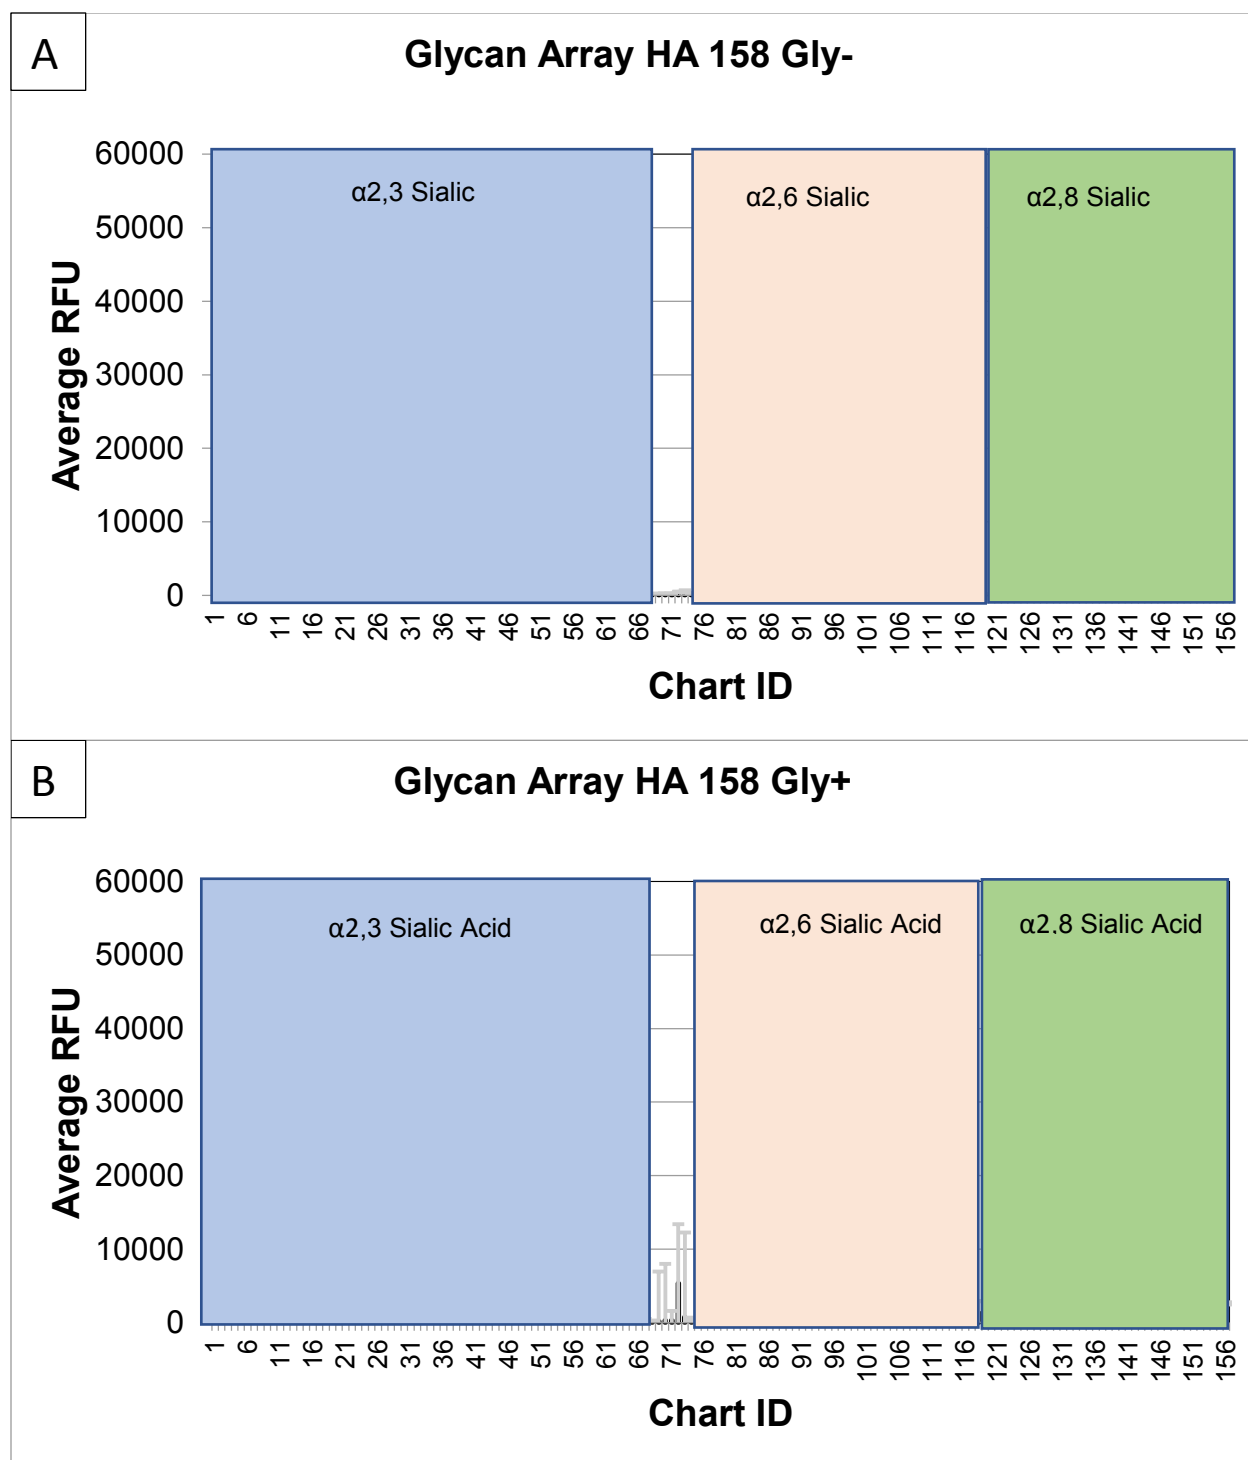 A
Glycan Array HA 158 Gly-
60000
50000
40000
30000
20000
10000
0
Average RFU
α2,3 Sialic
α2,6 Sialic
α2,8 Sialic
1 6 11 16 21 26 31 36 41 46 51 56 61 66 71 76 81 86 91 96 101 106 111 116 121 126 131 136 141 146 151 156
Chart ID
B
Glycan Array HA 158 Gly+
60000
50000
40000
30000
20000
10000
0
Average RFU
α2,3 Sialic Acid
α2,6 Sialic Acid
α2.8 Sialic Acid
1 6 11 16 21 26 31 36 41 46 51 56 61 66 71 76 81 86 91 96 101 106 111 116 121 126 131 136 141 146 151 156
Chart ID